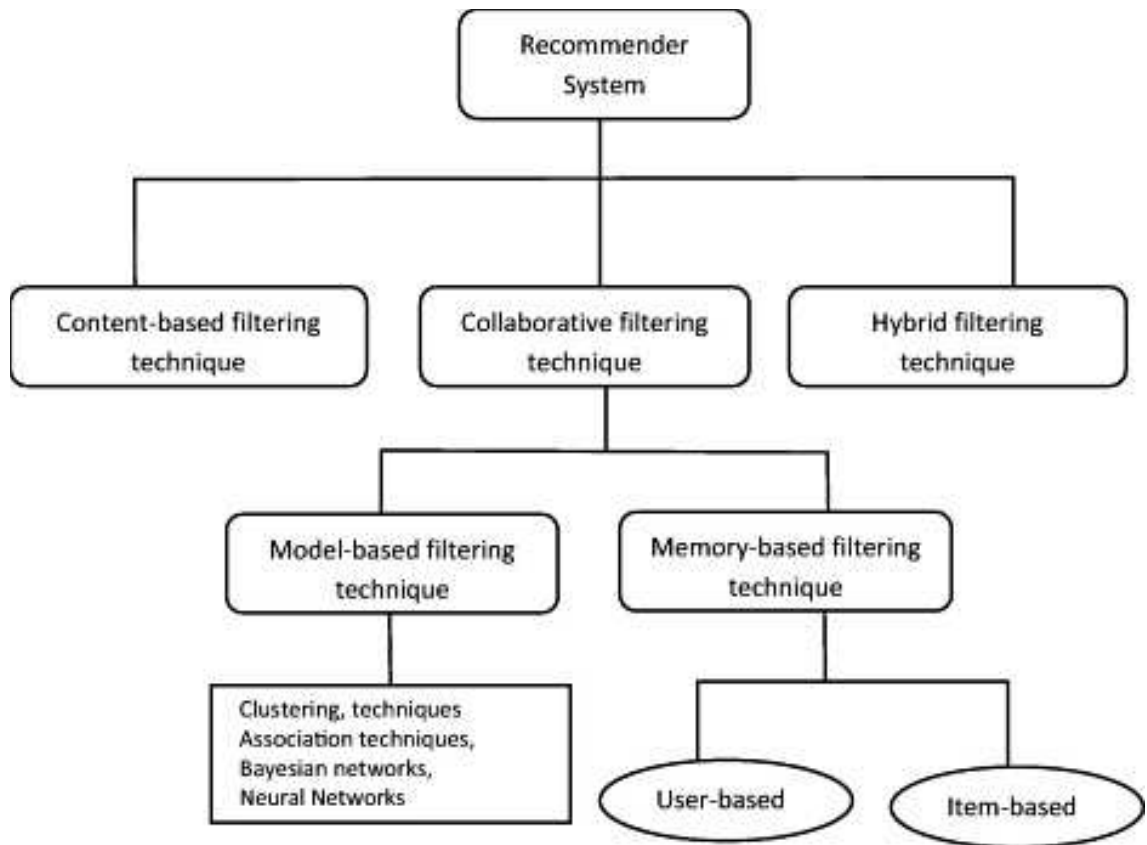 Recommender
System
Content-based filtering
technique
Collaborative filtering
technique
Hybrid filtering
technique
Model-based filtering
technique
Memory-based filtering
technique
Clustering, techniques
Association techniques,
Bayesian networks,
Neural Networks
User-based
Item-based